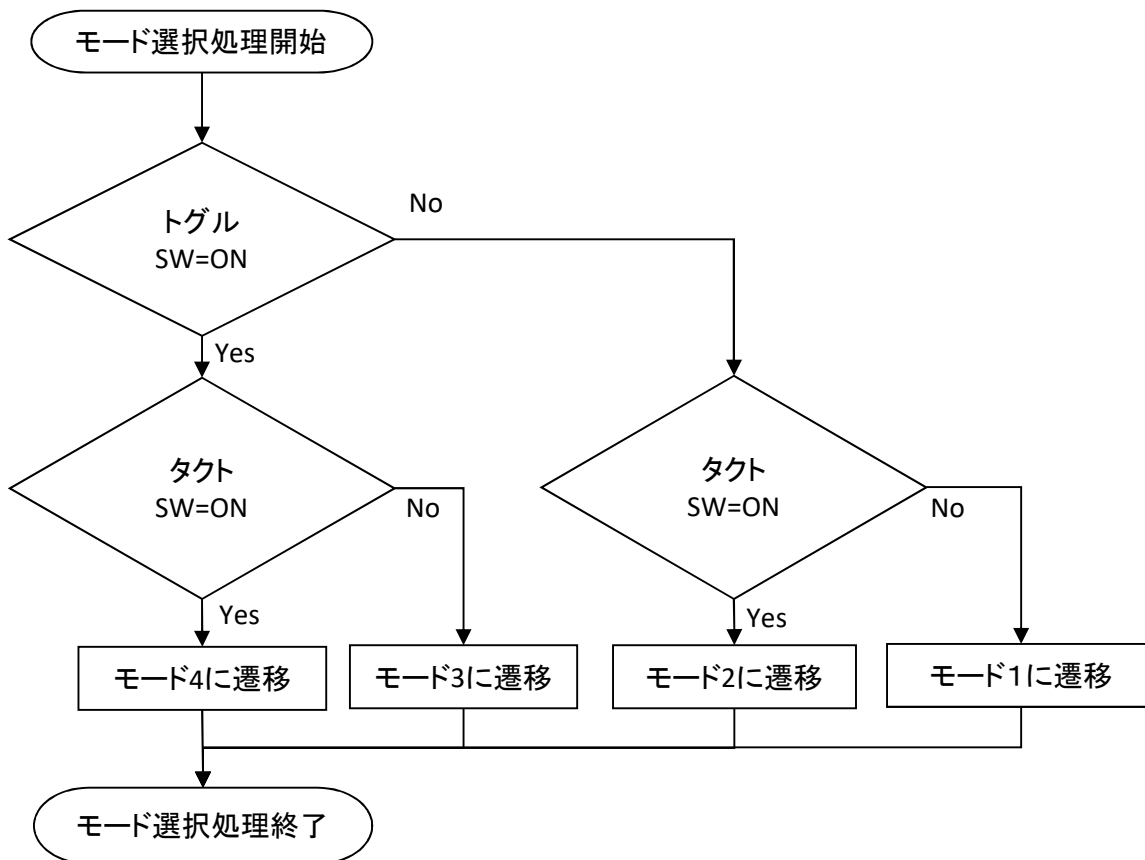 モード選択処理開始
トグル
SW=ON
No
Yes
タクト
SW=ON
No
Yes
タクト
SW=ON
No
Yes
モード4に遷移
モード3に遷移
モード2に遷移
モード１に遷移
モード選択処理終了